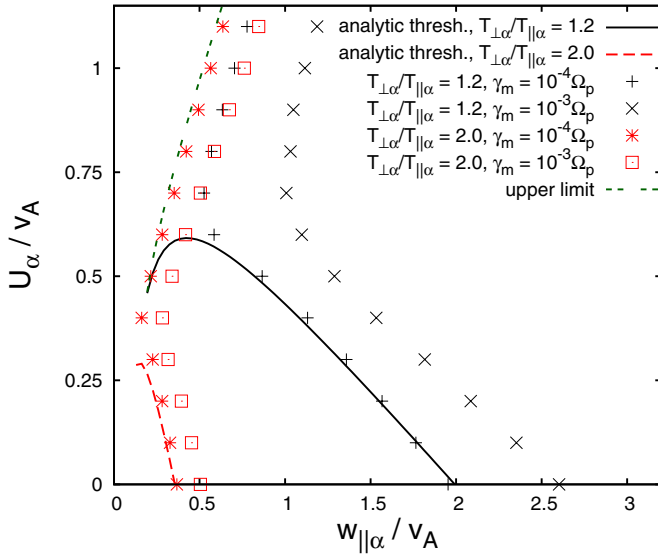 analytic thresh., T⊥α/T||α = 1.2
analytic thresh., T⊥α/T||α = 2.0
T⊥α/T||α = 1.2, γm = 10-4Ωp
T⊥α/T||α = 1.2, γm = 10-3Ωp
T⊥α/T||α = 2.0, γm = 10-4Ωp
T⊥α/T||α = 2.0, γm = 10-3Ωp
upper limit
1
0.75
0.5
0.25
0
Uα / vA
0 0.5 1 1.5 2 2.5 3
w||α / vA